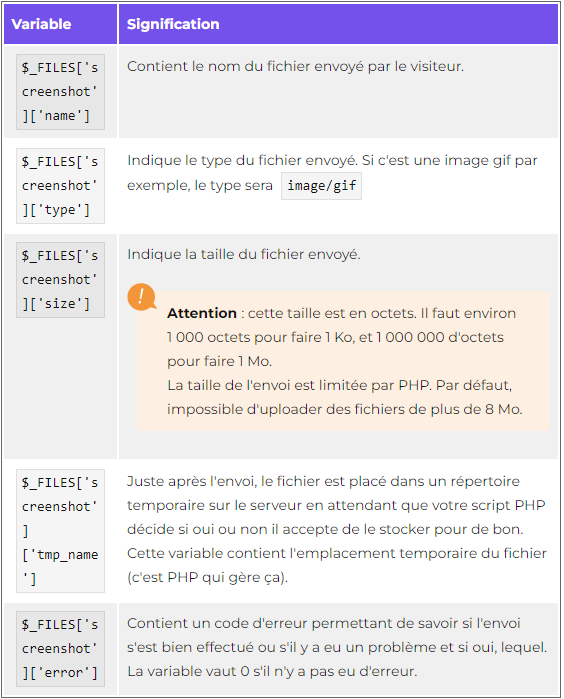 Variable
Signification
$_FILES['s
creenshot'
]['name']
Contient le nom du fichier envoyé par le visiteur.
$_FILES['s
creenshot'
]['type']
Indique le type du fichier envoyé. Si c'est une image gif par
exemple, le type sera image/gif
$_FILES['s
creenshot'
]['size']
Indique la taille du fichier envoyé.
!
Attention : cette taille est en octets. Il faut environ
1 000 octets pour faire 1 Ko, et 1 000 000 d'octets
pour faire 1 Mo.
La taille de l'envoi est limitée par PHP. Par défaut,
impossible d'uploader des fichiers de plus de 8 Mo.
$_FILES['s
creenshot'
]
['tmp_name
']
Juste après l'envoi, le fichier est placé dans un répertoire
temporaire sur le serveur en attendant que votre script PHP
décide si oui ou non il accepte de le stocker pour de bon.
Cette variable contient l'emplacement temporaire du fichier
(c'est PHP qui gère ça).
$_FILES['s
creenshot'
]['error']
Contient un code d'erreur permettant de savoir si l'envoi
s'est bien effectué ou s'il y a eu un problème et si oui, lequel.
La variable vaut 0 s'il n'y a pas eu d'erreur.